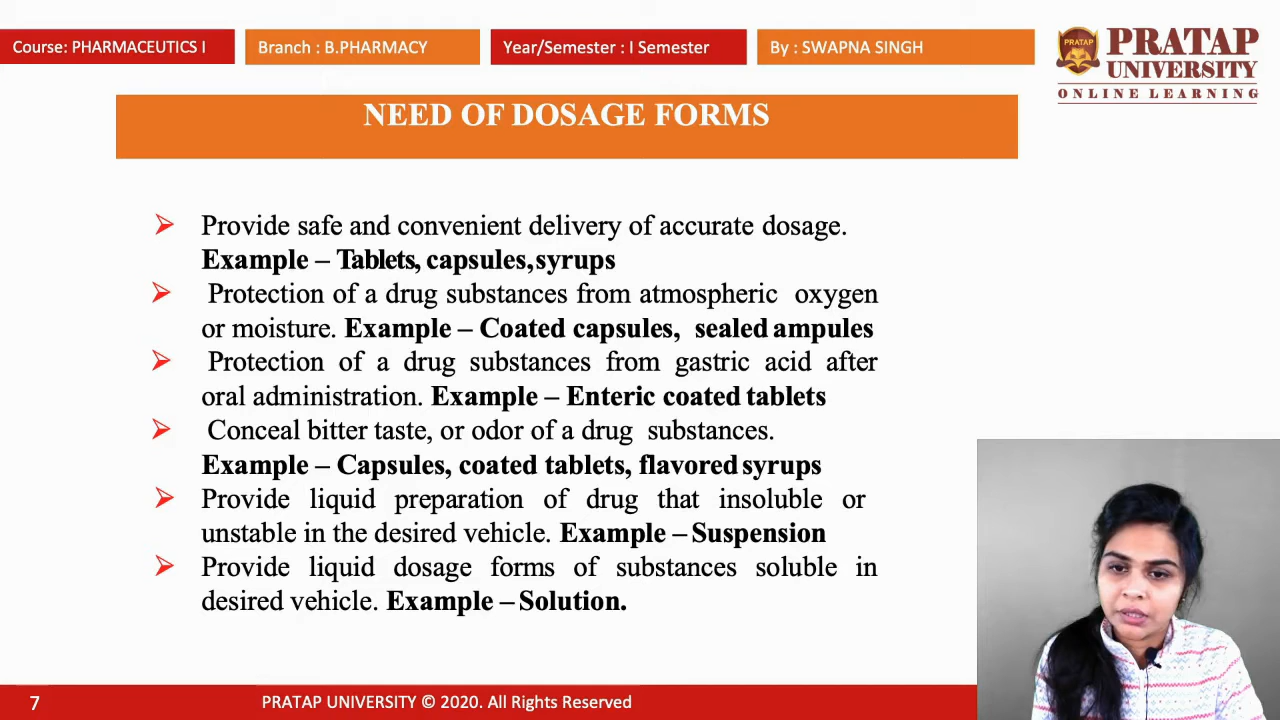 Course: PHARMACEUTICS I
Branch : B.PHARMACY
Year/Semester : I Semester
By : SWAPNA SINGH
PRATAP
PRATAP
UNIVERSITY
ONLINE LEARNING
NEED OF DOSAGE FORMS
Provide safe and convenient delivery of accurate dosage.
Example – Tablets, capsules,syrups
Protection of a drug substances from atmospheric oxygen
or moisture. Example – Coated capsules, sealed ampules
Protection of a drug substances from gastric acid after
oral administration. Example – Enteric coated tablets
Conceal bitter taste, or odor of a drug substances.
Example – Capsules, coated tablets, flavored syrups
Provide liquid preparation of drug that insoluble or
unstable in the desired vehicle. Example – Suspension
Provide liquid dosage forms of substances soluble in
desired vehicle. Example – Solution.
7
PRATAP UNIVERSITY © 2020. All Rights Reserved